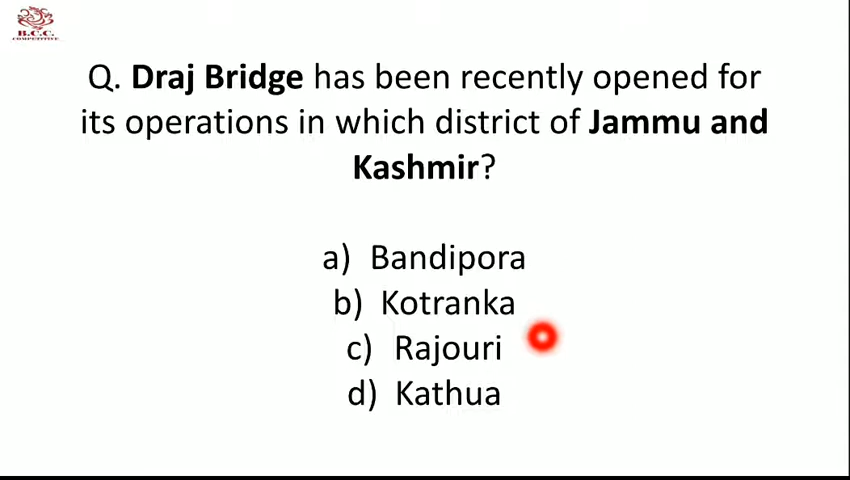 B.C.C.
COMPETITIVE
Q. Draj Bridge has been recently opened for
its operations in which district of Jammu and
Kashmir?
a) Bandipora
b) Kotranka
c) Rajouri
d) Kathua